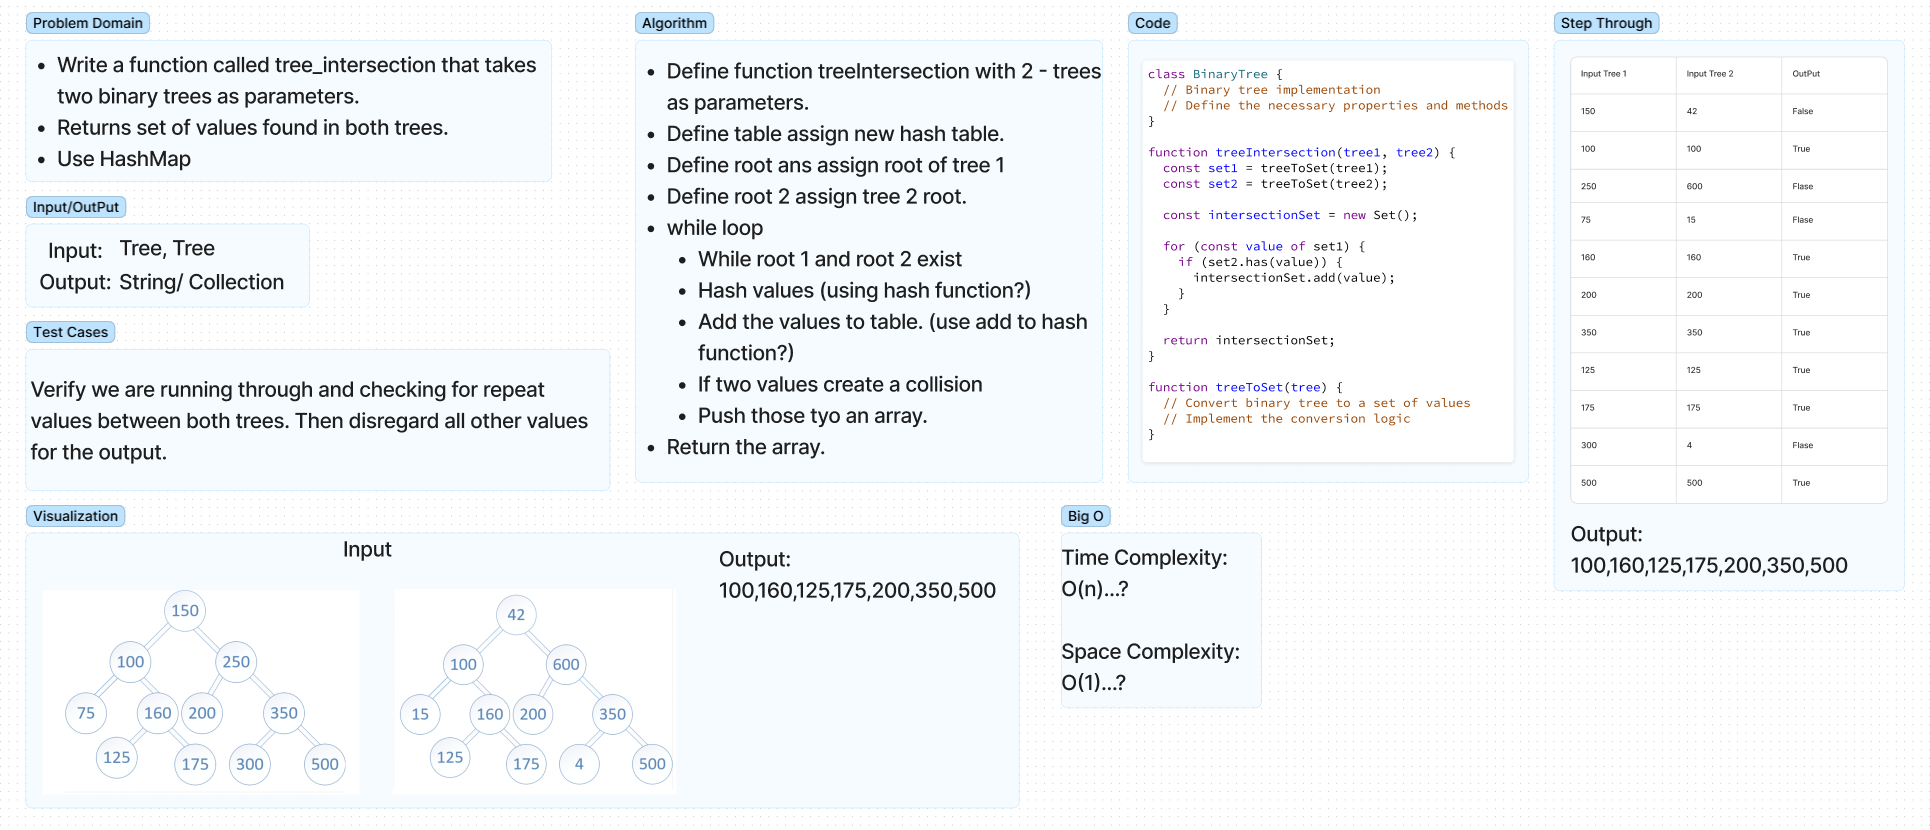 Problem Domain
• Write a function called tree_intersection that takes
two binary trees as parameters.
• Returns set of values found in both trees.
• Use HashMap
Input/OutPut
Input: Tree, Tree
Output: String/ Collection
Test Cases
Verify we are running through and checking for repeat
values between both trees. Then disregard all other values
for the output.
Algorithm
• Define function treeIntersection with 2 - trees
as parameters.
• Define table assign new hash table.
• Define root ans assign root of tree 1
• Define root 2 assign tree 2 root.
• while loop
• While root 1 and root 2 exist
• Hash values (using hash function?)
• Add the values to table. (use add to hash
function?)
• If two values create a collision
• Push those tyo an array.
• Return the array.
Code
class BinaryTree {
// Binary tree implementation
// Define the necessary properties and methods
}
function treeIntersection(tree1, tree2) {
const set1 = treeToSet(tree1);
const set2 = treeToSet(tree2);
const intersectionSet = new Set();
for (const value of set1) {
if (set2.has(value)) {
intersectionSet.add(value);
}
}
return intersectionSet;
}
function treeToSet(tree) {
// Convert binary tree to a set of values
// Implement the conversion logic
}
Step Through
Input Tree 1 Input Tree 2 OutPut
150 42 False
100 100 True
250 600 Flase
75 15 Flase
160 160 True
200 200 True
350 350 True
125 125 True
175 175 True
300 4 Flase
500 500 True
Output:
100,160,125,175,200,350,500
Visualization
Input
150
100 250
75 160 200 350
125 175 300 500
42
100 600
15 160 200 350
125 175 4 500
Output:
100,160,125,175,200,350,500
Big O
Time Complexity:
O(n)...?
Space Complexity:
O(1)...?